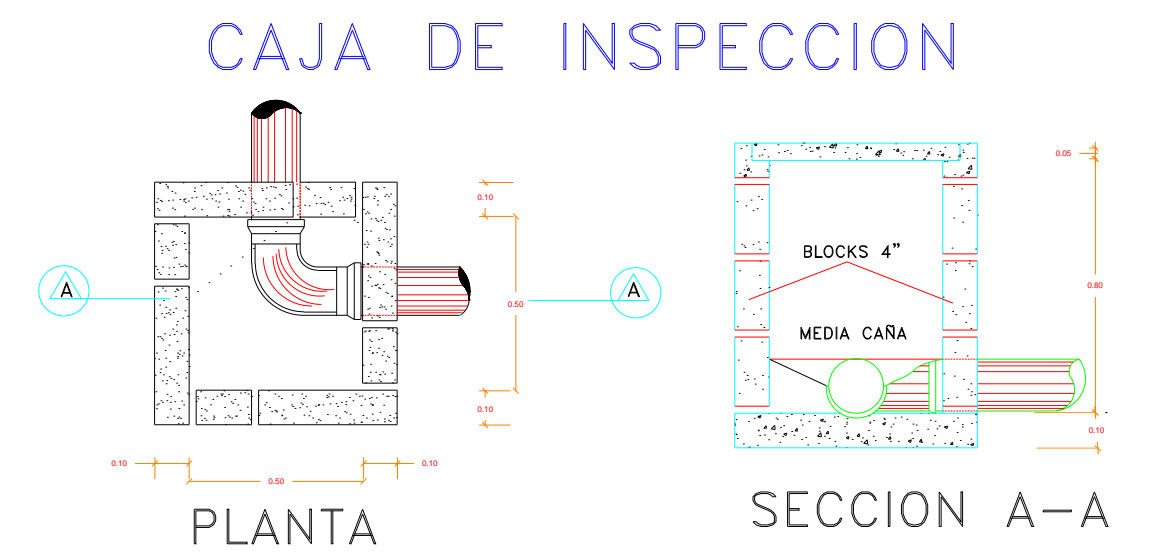 CAJA DE INSPECCION
0.10
A
0.50
0.10
0.10
0.50
0.10
PLANTA
A
0.05
BLOCKS 4"
0.80
MEDIA CAÑA
0.10
SECCION A-A